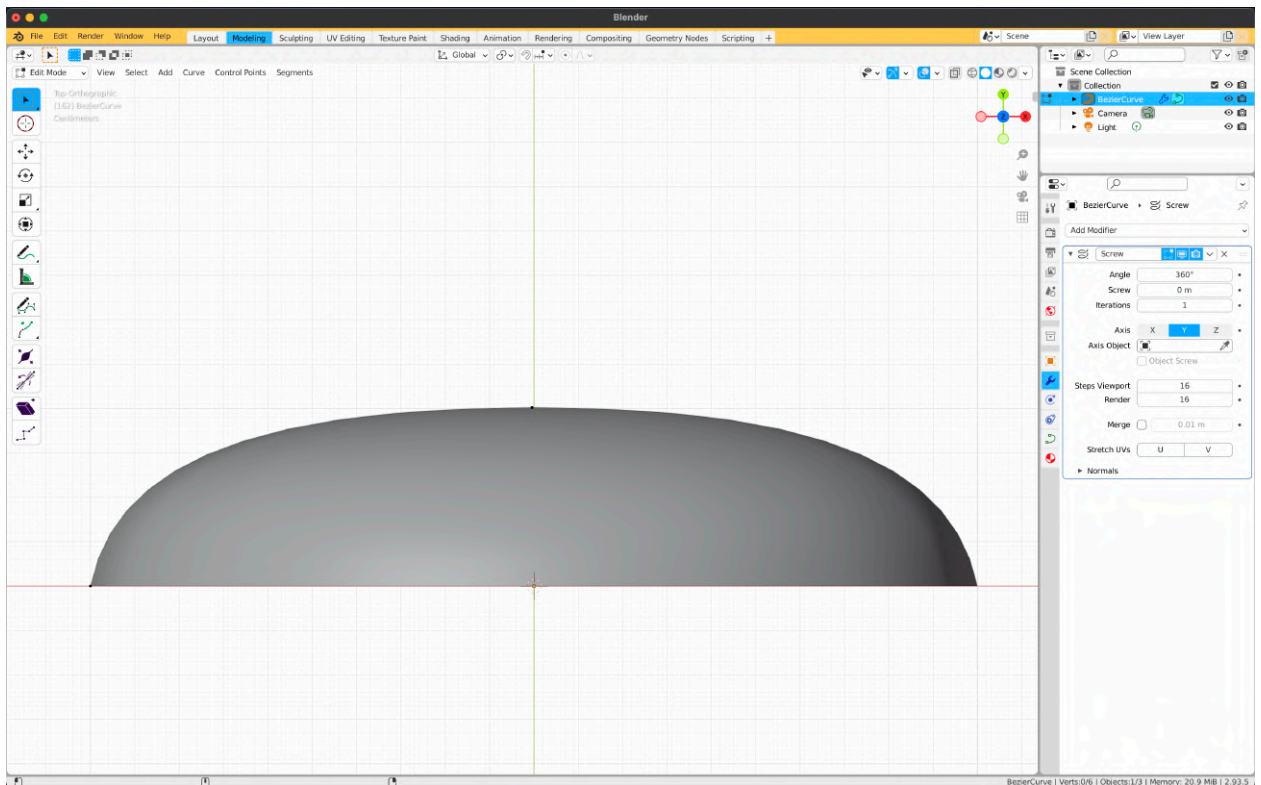 Blender
File Edit Render Window Help Layout Modeling Sculpting UV Editing Texture Paint Shading Animation Rendering Compositing Geometry Nodes Scripting + Scene View Layer
Global
Edit Mode View Select Add Curve Control Points Segments
Top Orthographic
(162) BezierCurve
Centimeters
Y
Z X
Scene Collection
Collection
BezierCurve
Camera
Light
BezierCurve Screw
Add Modifier
Screw
Angle 360°
Screw 0 m
Iterations 1
Axis X Y Z
Axis Object
Object Screw
Steps Viewport 16
Render 16
Merge 0.01 m
Stretch UVs U V
Normals
BezierCurve | Verts:0/6 | Objects:1/3 | Memory: 20.9 MiB | 2.93.5